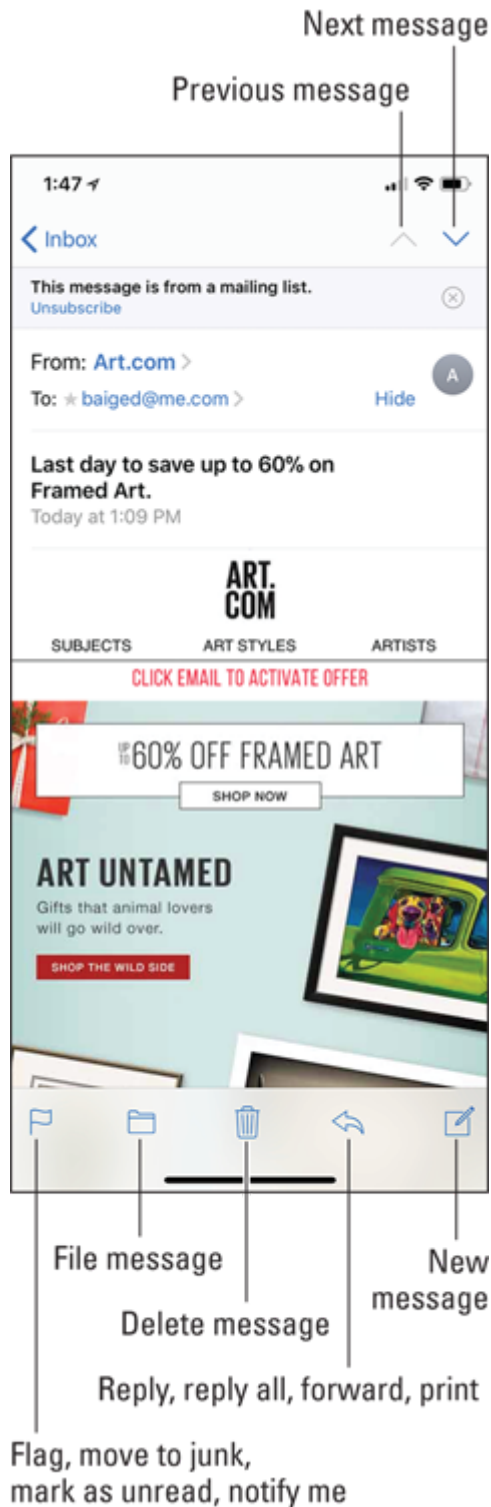 Next message
Previous message
1:47
Inbox
This message is from a mailing list.
Unsubscribe
From: Art.com >
To: ★ baiged@me.com >
Hide
A
Last day to save up to 60% on
Framed Art.
Today at 1:09 PM
ART.
COM
SUBJECTS ART STYLES ARTISTS
CLICK EMAIL TO ACTIVATE OFFER
UP TO 60% OFF FRAMED ART
SHOP NOW
ART UNTAMED
Gifts that animal lovers
will go wild over.
SHOP THE WILD SIDE
File message
New
message
Delete message
Reply, reply all, forward, print
Flag, move to junk,
mark as unread, notify me